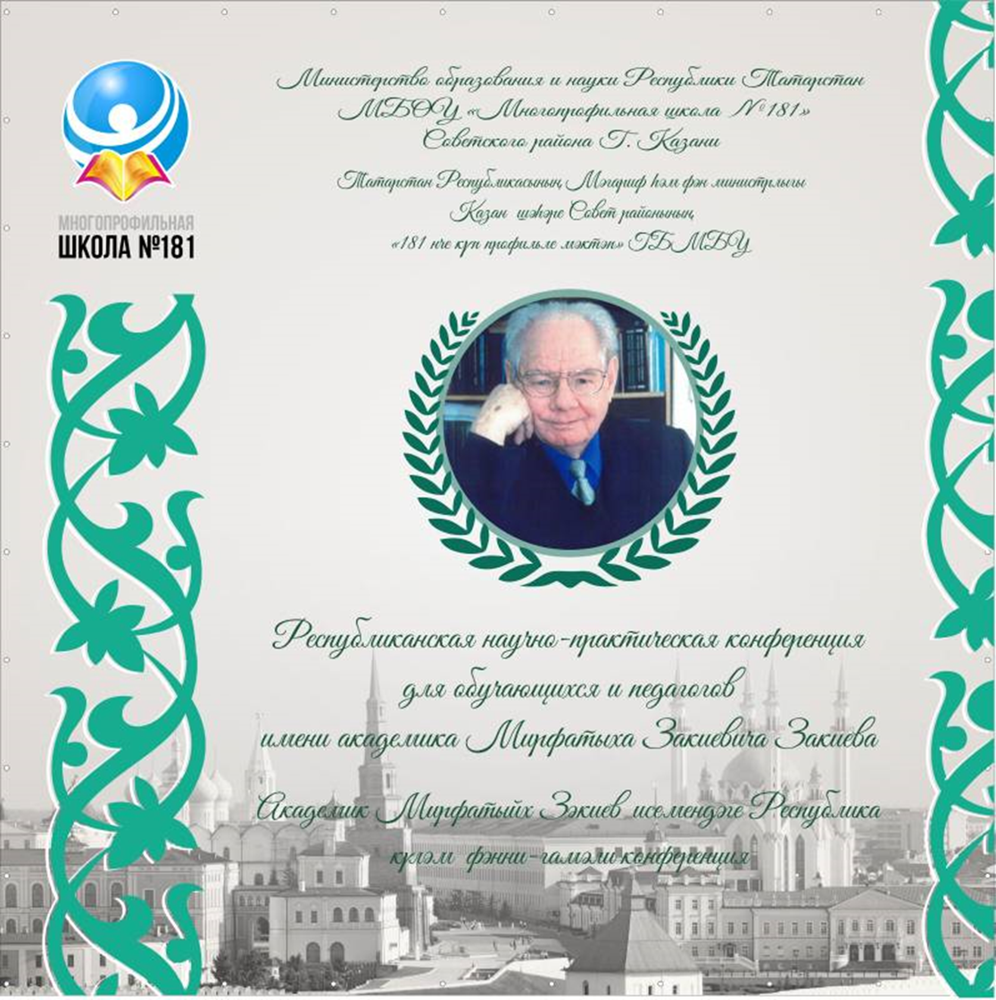 МНОГОПРОФИЛЬНАЯ
ШКОЛА №181
Министерство образования и науки Республики Татарстан
МБОУ «Многопрофильная школа №181»
Советского района Г. Казани
Татарстан Республикасының Мәгариф һәм фән министрлыгы
Казан шәһәре Совет районының
«181 нче күп профильле мәктәп» ГБМБУ
Республиканская научно-практическая конференция
для обучающихся и педагогов
имени академика Мирфатыха Закиевича Закиева
Академик Мирфатыйх Зәкиев исемендәге Республика
күләм фәнни-гамәли конференция